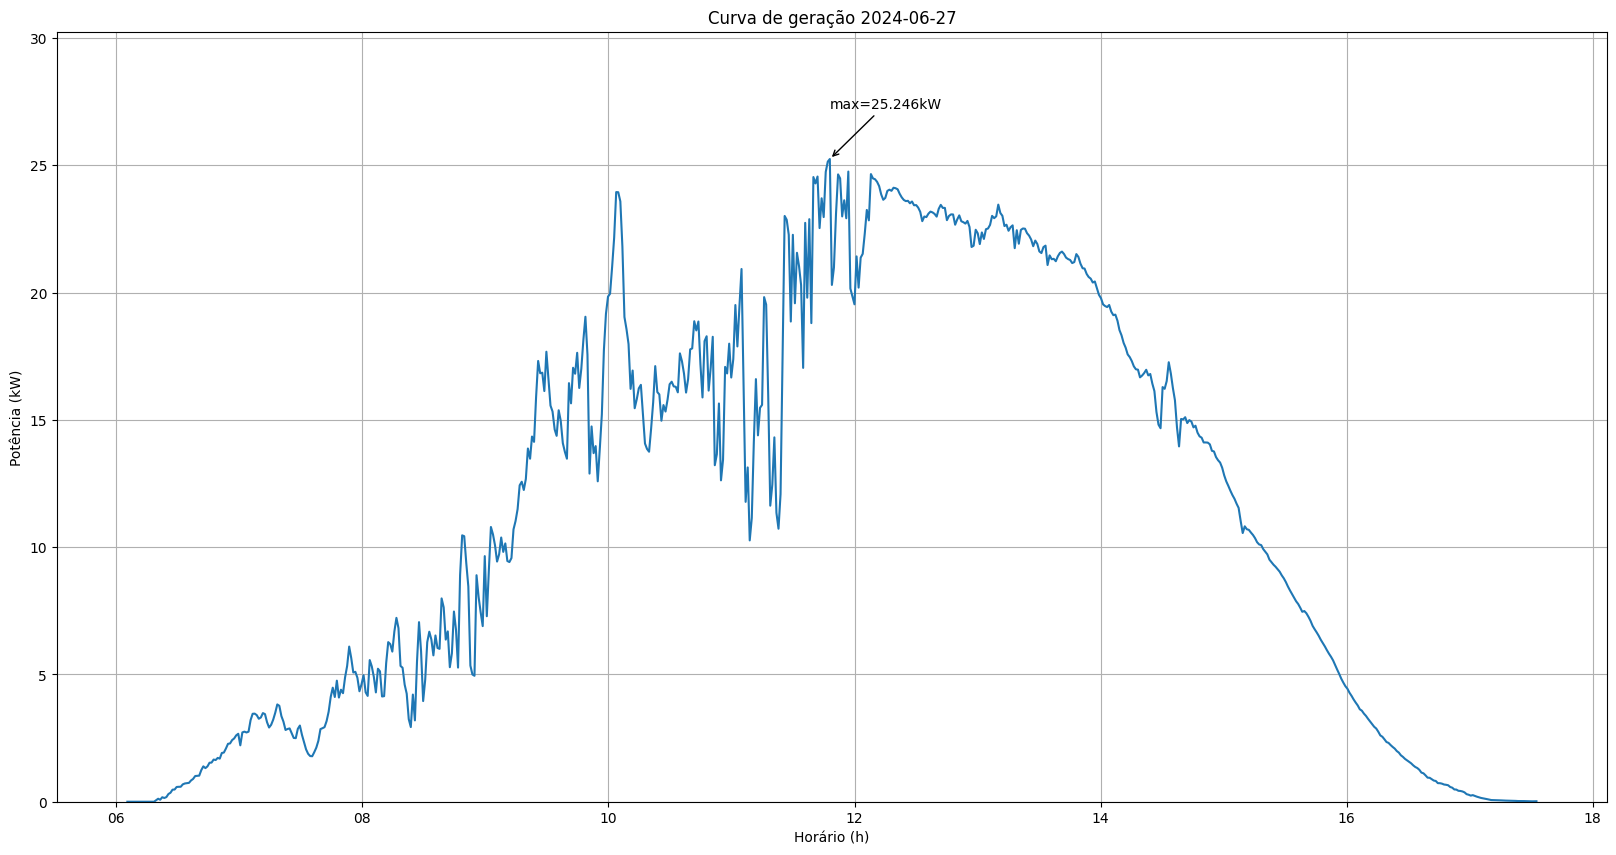 Curva de geração 2024-06-27
30
max=25.246kW
25
20
15
10
5
0
Potência (kW)
06 08 10 12 14 16 18
Horário (h)